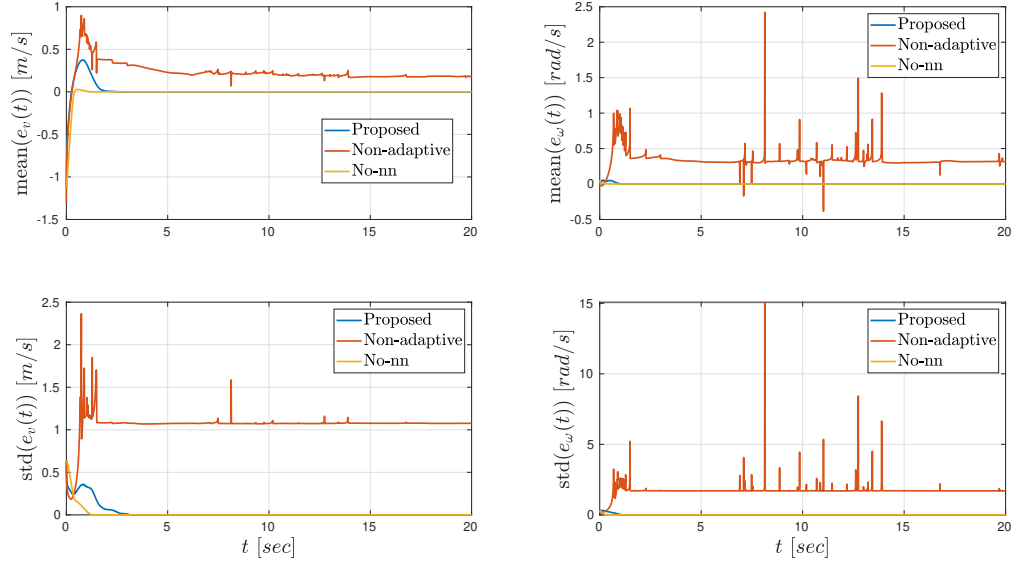 mean(e_v(t)) [m/s]
1
0.5
0
-0.5
-1
-1.5
0
5
10
15
20
Proposed
Non-adaptive
No-nn
mean(e_ω(t)) [rad/s]
2.5
2
1.5
1
0.5
0
-0.5
0
5
10
15
20
Proposed
Non-adaptive
No-nn
std(e_v(t)) [m/s]
2.5
2
1.5
1
0.5
0
0
5
10
15
20
t [sec]
Proposed
Non-adaptive
No-nn
std(e_ω(t)) [rad/s]
15
10
5
0
0
5
10
15
20
t [sec]
Proposed
Non-adaptive
No-nn